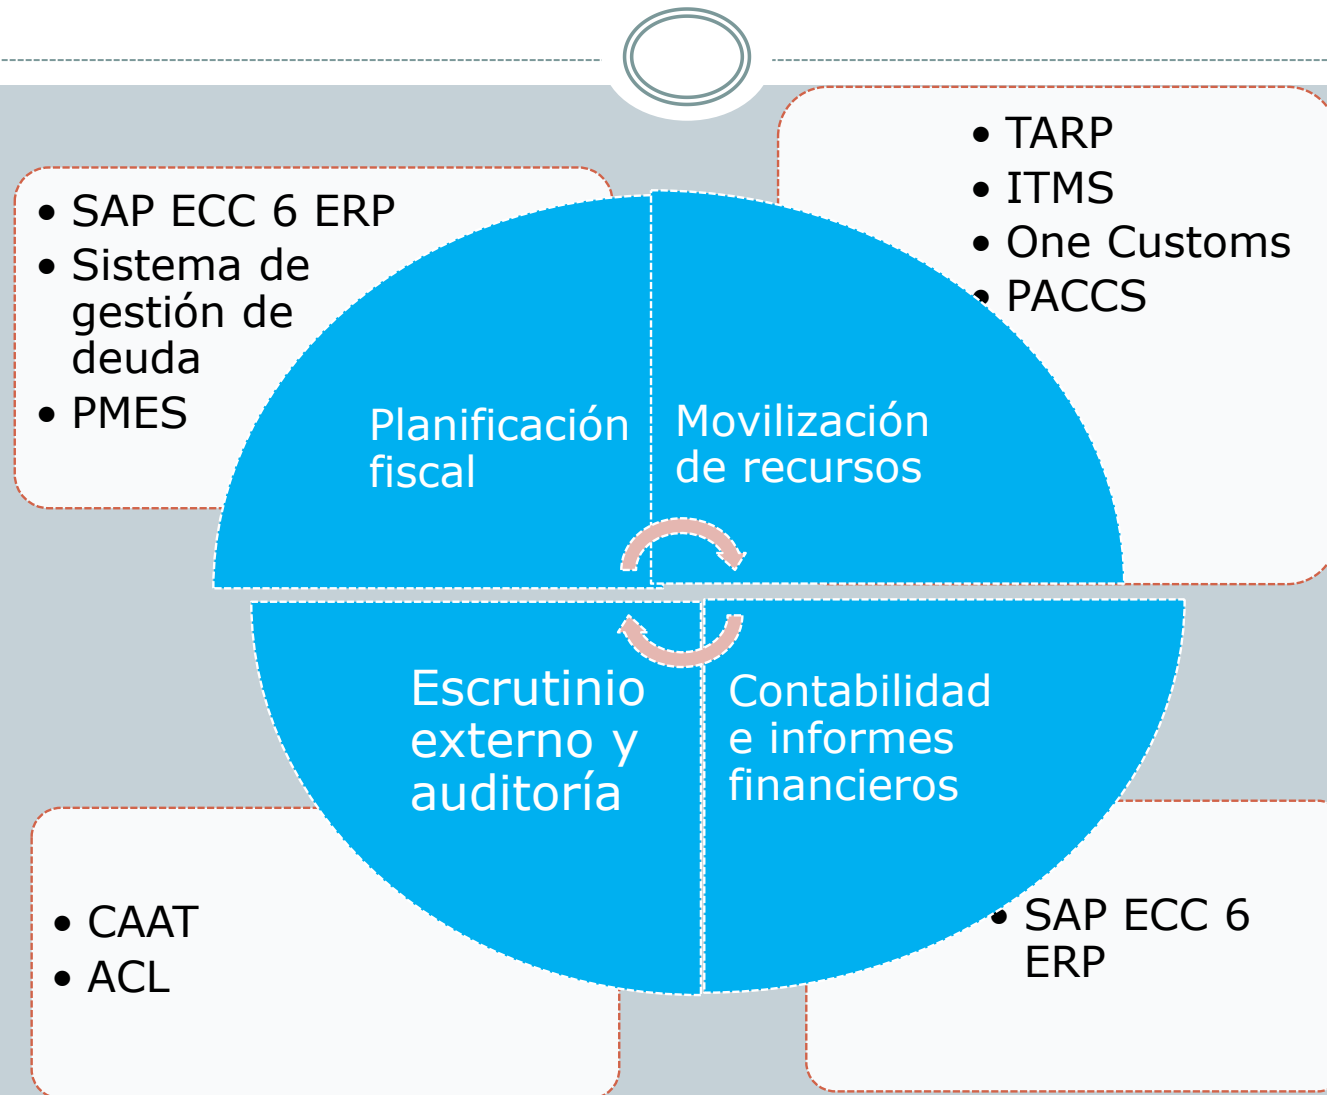 • SAP ECC 6 ERP
• Sistema de
gestión de
deuda
• PMES
• TARP
• ITMS
• One Customs
• PACCS
Planificación
fiscal
Movilización
de recursos
Escrutinio
externo y
auditoría
Contabilidad
e informes
financieros
• CAAT
• ACL
• SAP ECC 6
ERP